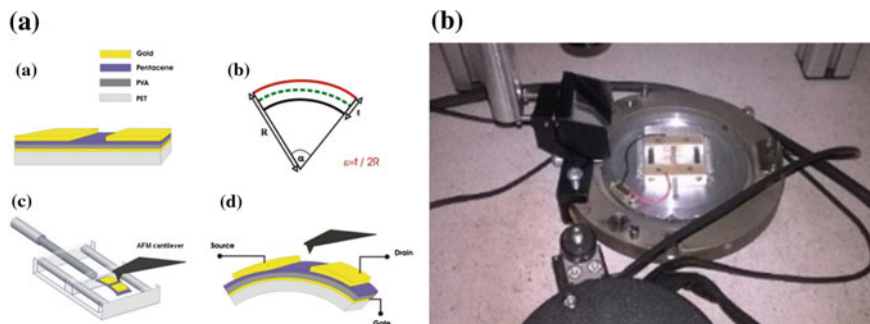 (a)
(b)
Gold
Pentacene
PVA
PET
(a)
(b)
R
α
t
ε=t / 2R
(c)
(d)
AFM cantilever
Source
Drain
Gate